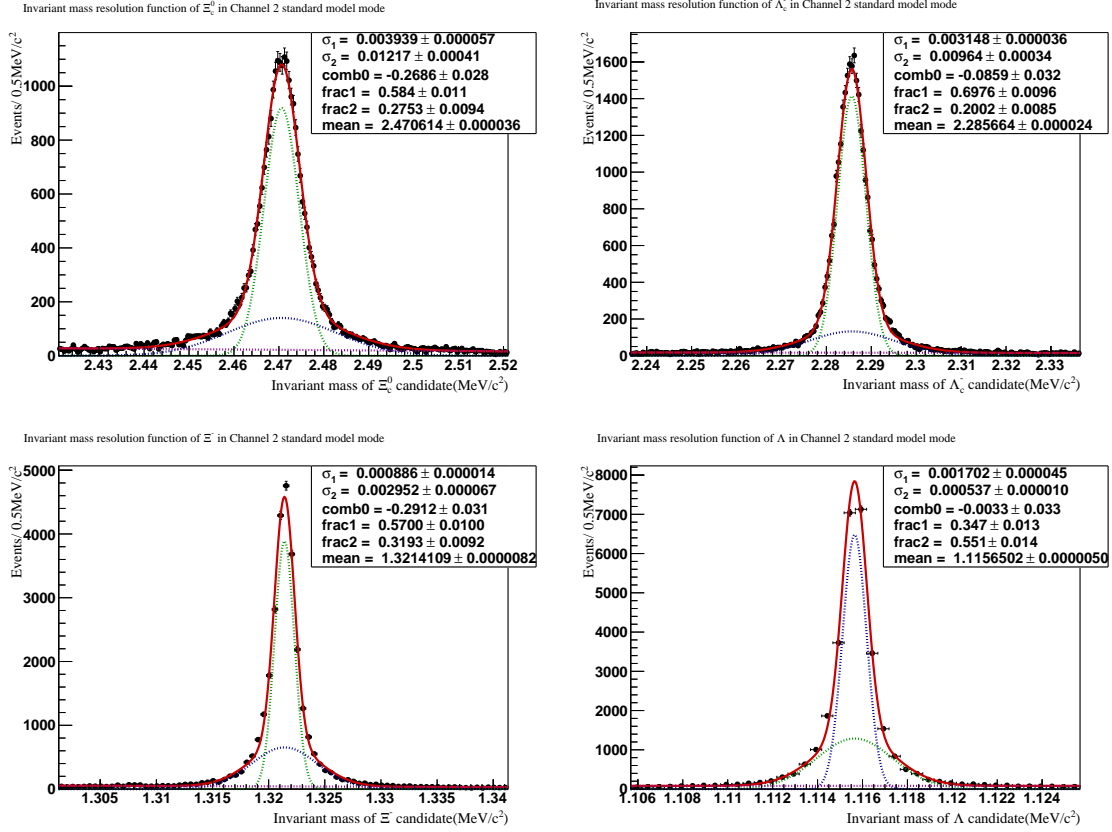 Invariant mass resolution function of Ξc⁰ in Channel 2 standard model mode
Events/ 0.5MeV/c²
1000
800
600
400
200
0
σ₁ = 0.003939 ± 0.000057
σ₂ = 0.01217 ± 0.00041
comb0 = -0.2686 ± 0.028
frac1 = 0.584 ± 0.011
frac2 = 0.2753 ± 0.0094
mean = 2.470614 ± 0.000036
2.43 2.44 2.45 2.46 2.47 2.48 2.49 2.5 2.51 2.52
Invariant mass of Ξc⁰ candidate(MeV/c²)
Invariant mass resolution function of Λc⁻ in Channel 2 standard model mode
Events/ 0.5MeV/c²
1600
1400
1200
1000
800
600
400
200
0
σ₁ = 0.003148 ± 0.000036
σ₂ = 0.00964 ± 0.00034
comb0 = -0.0859 ± 0.032
frac1 = 0.6976 ± 0.0096
frac2 = 0.2002 ± 0.0085
mean = 2.285664 ± 0.000024
2.24 2.25 2.26 2.27 2.28 2.29 2.3 2.31 2.32 2.33
Invariant mass of Λc⁻ candidate(MeV/c²)
Invariant mass resolution function of Ξ⁻ in Channel 2 standard model mode
Events/ 0.5MeV/c²
5000
4000
3000
2000
1000
0
σ₁ = 0.000886 ± 0.000014
σ₂ = 0.002952 ± 0.000067
comb0 = -0.2912 ± 0.031
frac1 = 0.5700 ± 0.0100
frac2 = 0.3193 ± 0.0092
mean = 1.3214109 ± 0.0000082
1.305 1.31 1.315 1.32 1.325 1.33 1.335 1.34
Invariant mass of Ξ⁻ candidate(MeV/c²)
Invariant mass resolution function of Λ in Channel 2 standard model mode
Events/ 0.5MeV/c²
8000
7000
6000
5000
4000
3000
2000
1000
0
σ₁ = 0.001702 ± 0.000045
σ₂ = 0.000537 ± 0.000010
comb0 = -0.0033 ± 0.033
frac1 = 0.347 ± 0.013
frac2 = 0.551 ± 0.014
mean = 1.1156502 ± 0.0000050
1.106 1.108 1.11 1.112 1.114 1.116 1.118 1.12 1.122 1.124
Invariant mass of Λ candidate(MeV/c²)